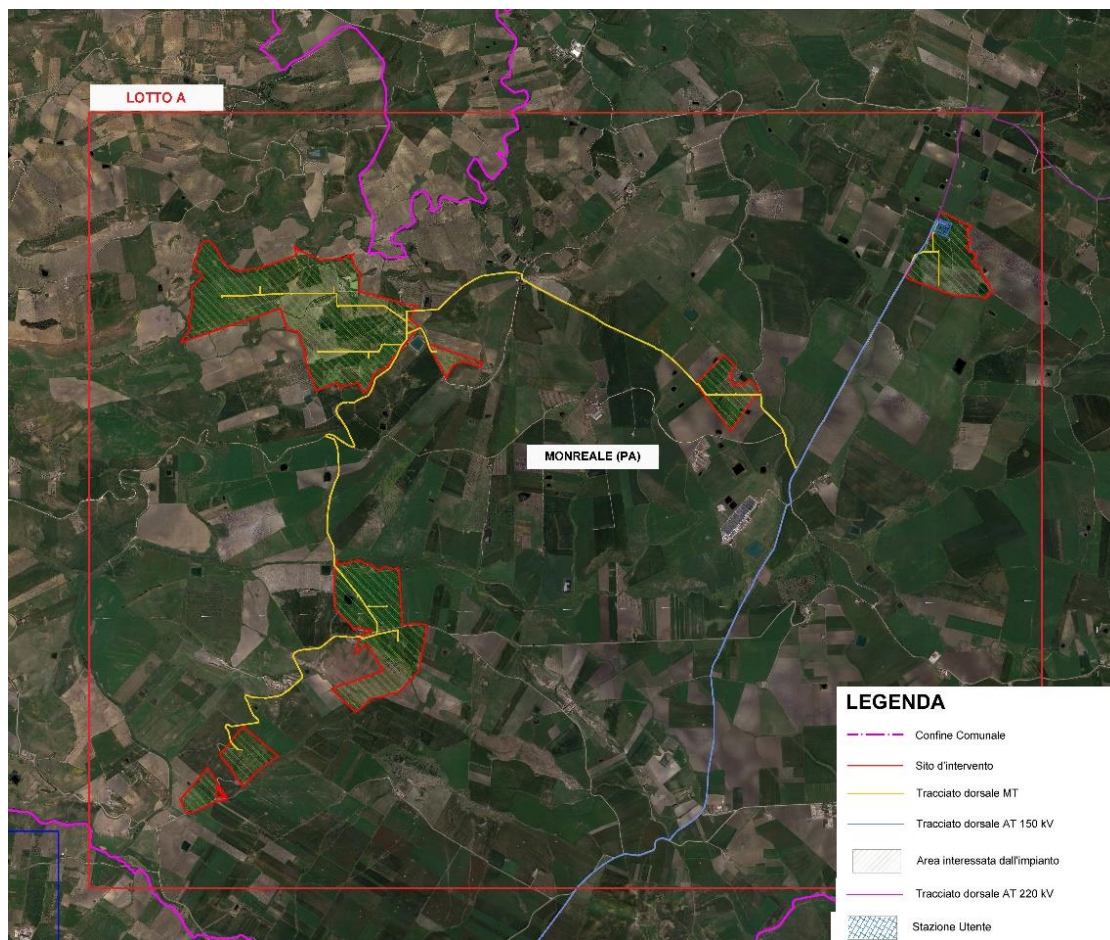 LOTTO A
MONREALE (PA)
LEGENDA
Confine Comunale
Sito d'intervento
Tracciato dorsale MT
Tracciato dorsale AT 150 kV
Area interessata dall'impianto
Tracciato dorsale AT 220 kV
Stazione Utente